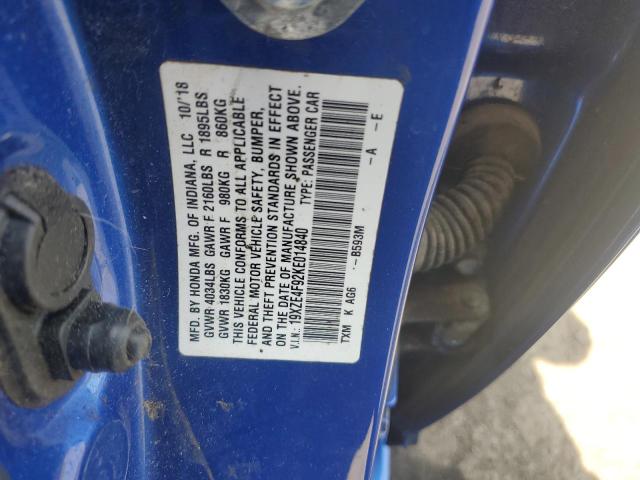 MFD. BY HONDA MFG. OF INDIANA, LLC 10/'18
GVWR 4034LBS GAWR F 2160LBS R 1895LBS
GVWR 1830KG GAWR F 980KG R 860KG
THIS VEHICLE CONFORMS TO ALL APPLICABLE
FEDERAL MOTOR VEHICLE SAFETY, BUMPER,
AND THEFT PREVENTION STANDARDS IN EFFECT
ON THE DATE OF MANUFACTURE SHOWN ABOVE.
V.I.N.: 19XZE4F92KE014840 TYPE: PASSENGER CAR
TXM K AG6 -B593M -A -E